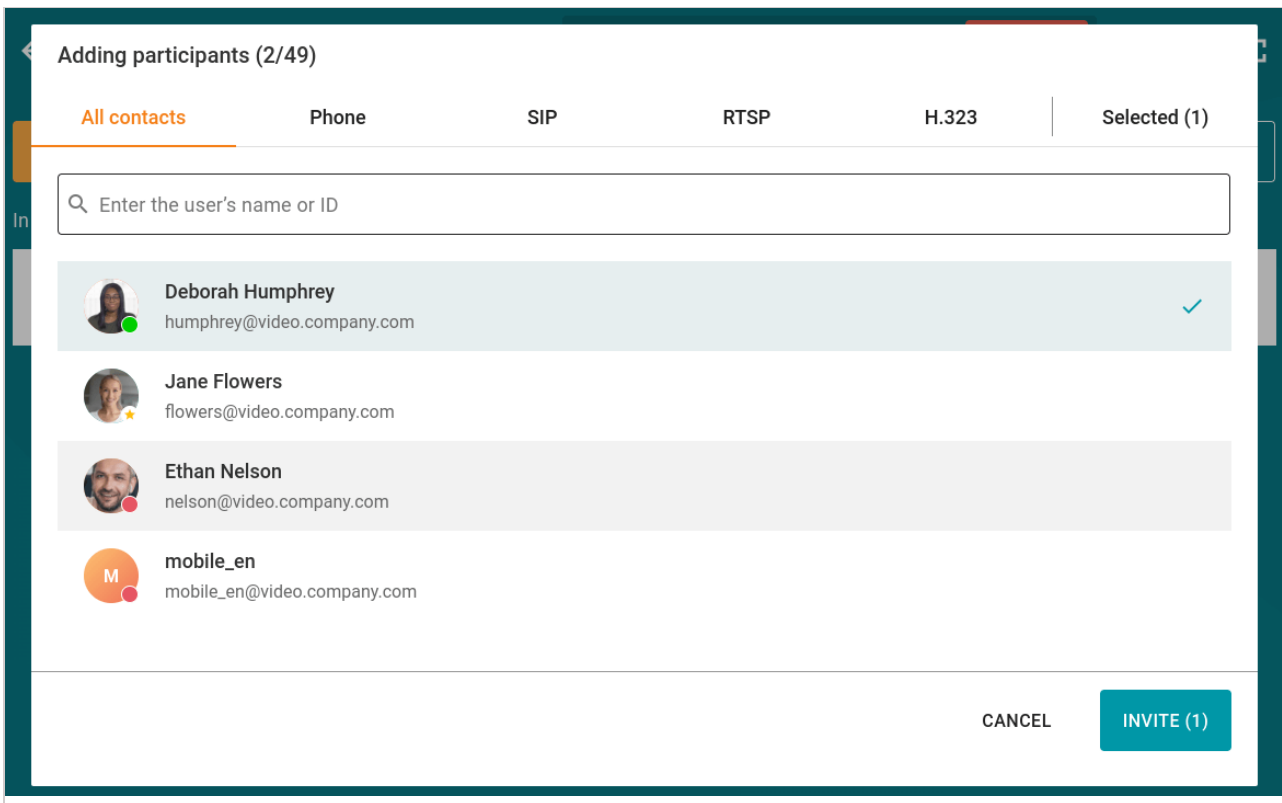 Adding participants (2/49)
All contacts Phone SIP RTSP H.323 Selected (1)
Enter the user’s name or ID
In
Deborah Humphrey
humphrey@video.company.com
Jane Flowers
flowers@video.company.com
Ethan Nelson
nelson@video.company.com
M
mobile_en
mobile_en@video.company.com
CANCEL INVITE (1)